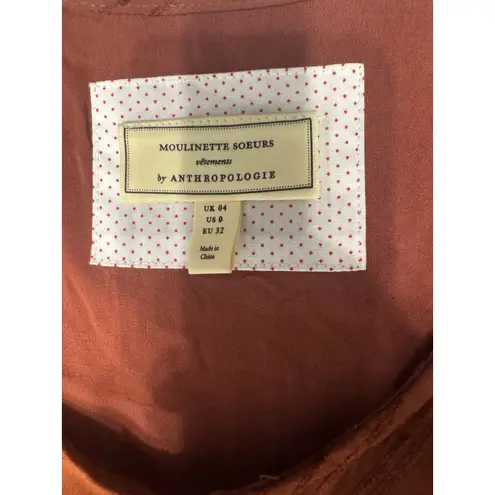 MOULINETTE SOEURS
vêtements
by ANTHROPOLOGIE
UK 04
US 0
EU 32
Made in
China